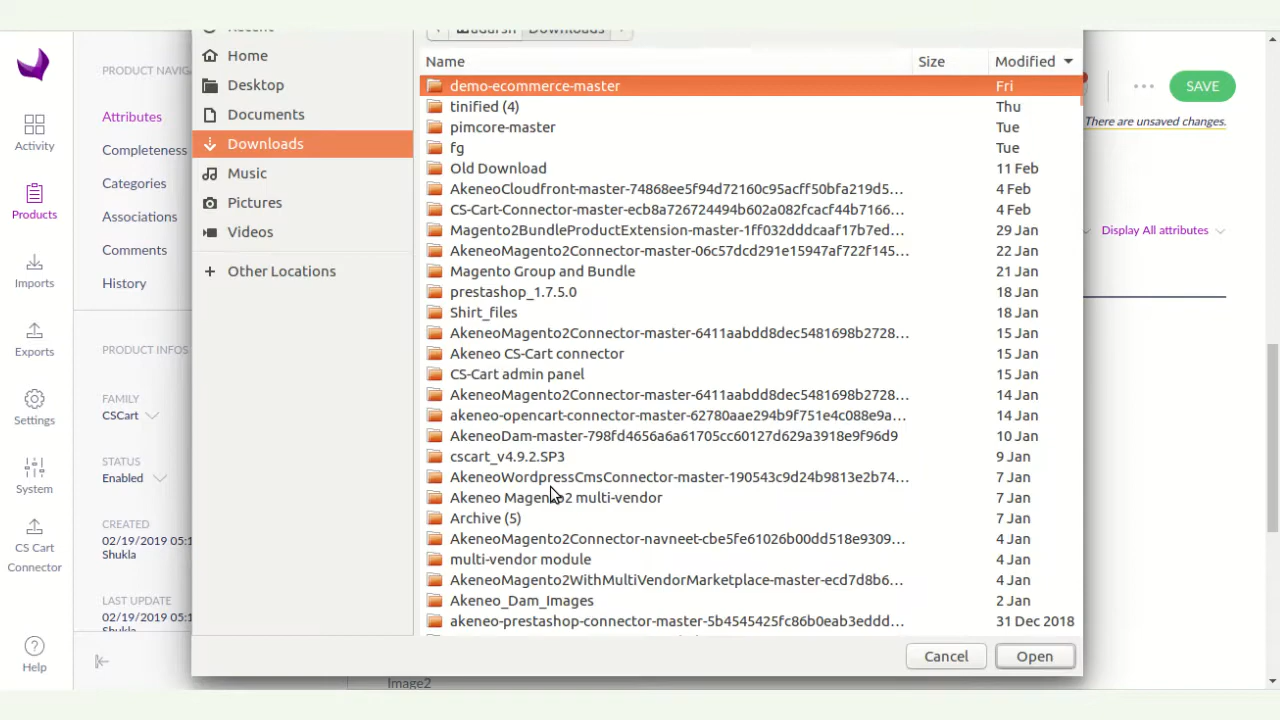 Recent
Home
Desktop
Documents
Downloads
Music
Pictures
Videos
Other Locations
adarsh
Downloads
Name
Size
Modified
demo-ecommerce-master
Fri
tinified (4)
Thu
pimcore-master
Tue
fg
Tue
Old Download
11 Feb
AkeneoCloudfront-master-74868ee5f94d72160c95acff50bfa219d5...
4 Feb
CS-Cart-Connector-master-ecb8a726724494b602a082fcacf44b7166...
4 Feb
Magento2BundleProductExtension-master-1ff032dddcaaf17b7ed...
29 Jan
AkeneoMagento2Connector-master-06c57dcd291e15947af722f145...
22 Jan
Magento Group and Bundle
21 Jan
prestashop_1.7.5.0
18 Jan
Shirt_files
18 Jan
AkeneoMagento2Connector-master-6411aabdd8dec5481698b2728...
15 Jan
Akeneo CS-Cart connector
15 Jan
CS-Cart admin panel
15 Jan
AkeneoMagento2Connector-master-6411aabdd8dec5481698b2728...
14 Jan
akeneo-opencart-connector-master-62780aae294b9f751e4c088e9a...
14 Jan
AkeneoDam-master-798fd4656a6a61705cc60127d629a3918e9f96d9
10 Jan
cscart_v4.9.2.SP3
9 Jan
AkeneoWordpressCmsConnector-master-190543c9d24b9813e2b74...
7 Jan
Akeneo Magento2 multi-vendor
7 Jan
Archive (5)
7 Jan
AkeneoMagento2Connector-navneet-cbe5fe61026b00dd518e9309...
4 Jan
multi-vendor module
4 Jan
AkeneoMagento2WithMultiVendorMarketplace-master-ecd7d8b6...
4 Jan
Akeneo_Dam_Images
2 Jan
akeneo-prestashop-connector-master-5b4545425fc86b0eab3eddd...
31 Dec 2018
Cancel
Open
Activity
Products
Imports
Exports
Settings
System
CS Cart
Connector
Help
PRODUCT NAVIG
Attributes
Completeness
Categories
Associations
Comments
History
PRODUCT INFOS
FAMILY
CSCart
STATUS
Enabled
CREATED
02/19/2019 05:1
Shukla
LAST UPDATE
02/19/2019 05:1
Shukla
SAVE
There are unsaved changes.
Display All attributes
Image2